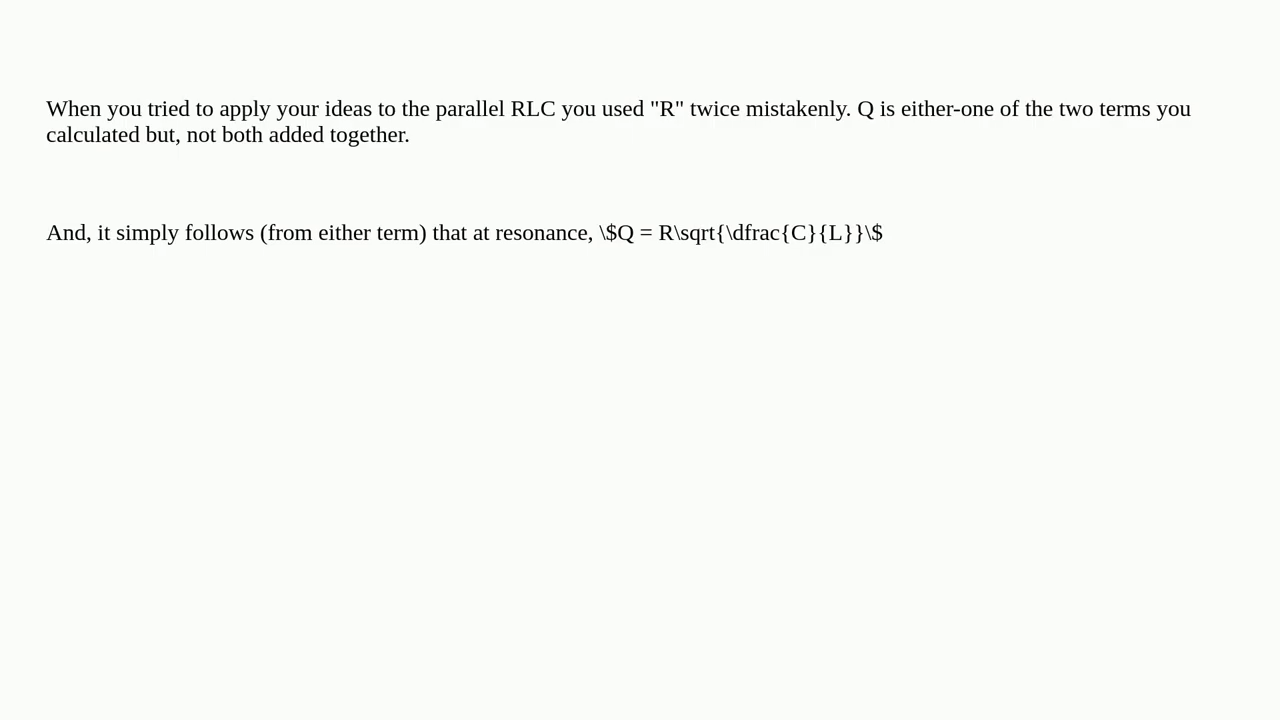 When you tried to apply your ideas to the parallel RLC you used "R" twice mistakenly. Q is either-one of the two terms you
calculated but, not both added together.
And, it simply follows (from either term) that at resonance, \$Q = R\sqrt{\dfrac{C}{L}}\$